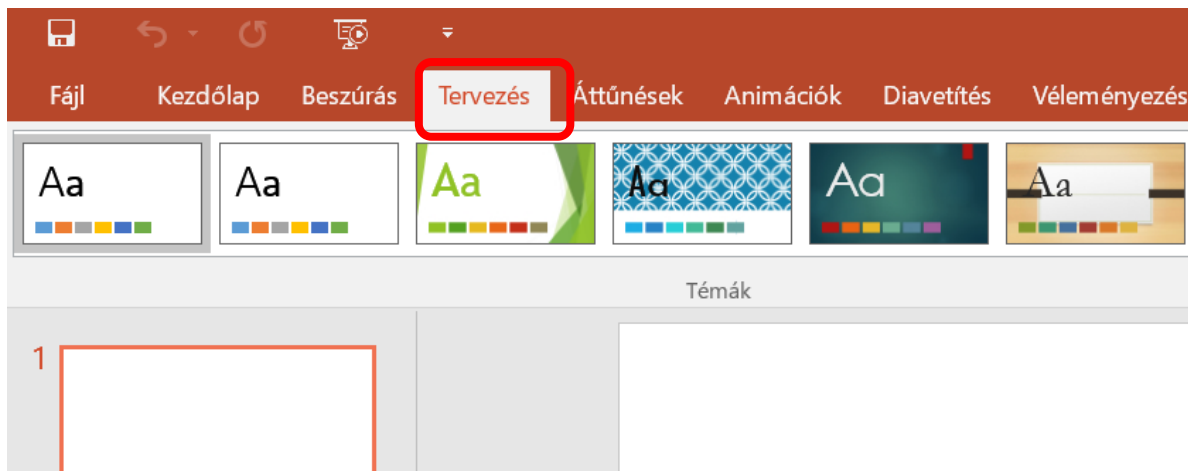 Fájl Kezdőlap Beszúrás Tervezés Áttűnések Animációk Diavetítés Véleményezés
Aa Aa Aa Aa Aa Aa
Témák
1